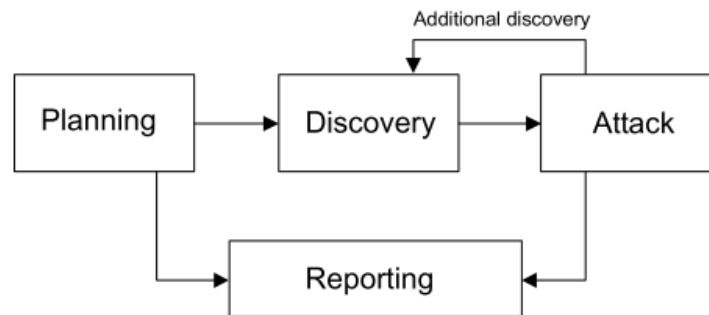 Additional discovery
Planning
Discovery
Attack
Reporting